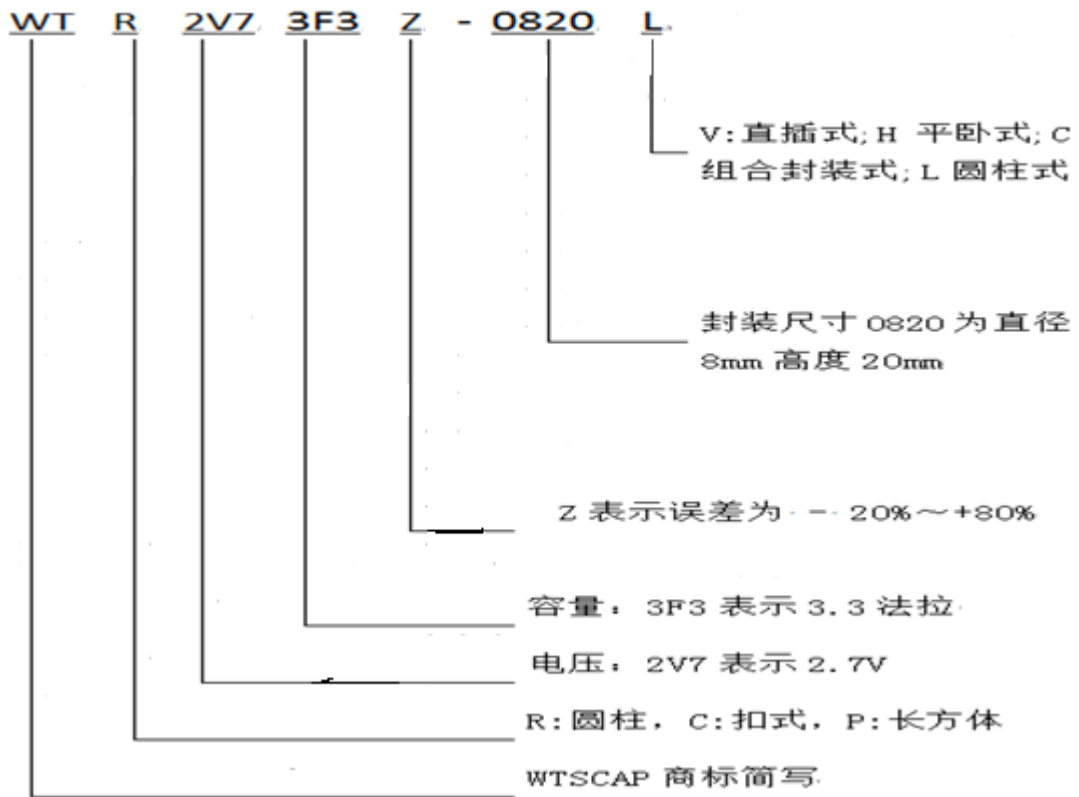 WT R 2V7 3F3 Z - 0820 L
V:直插式;H 平卧式;C
组合封装式;L 圆柱式
封装尺寸 0820 为直径
8mm 高度 20mm
Z 表示误差为 - 20%～+80%
容量: 3F3 表示 3.3 法拉
电压: 2V7 表示 2.7V
R:圆柱, C:扣式, P:长方体
WTSCAP 商标简写